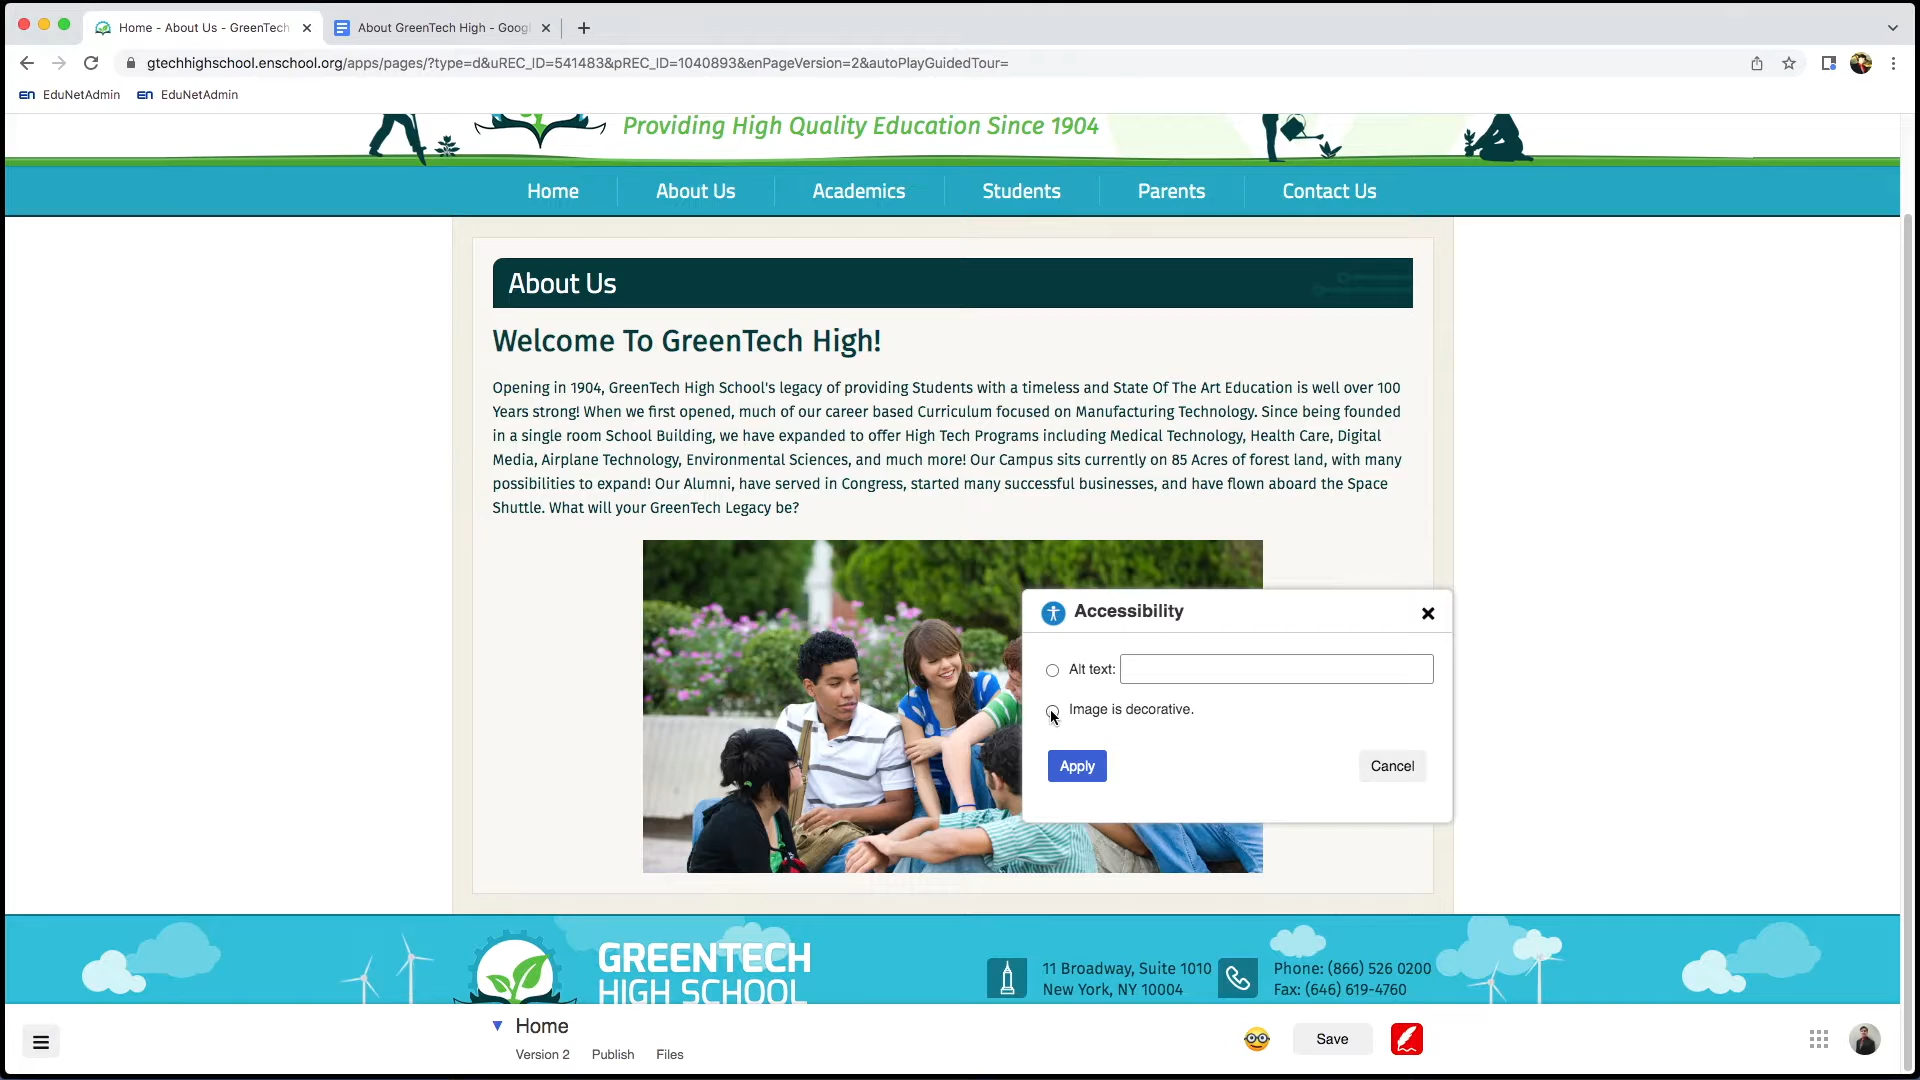 Home - About Us - GreenTech
About GreenTech High - Goog
gtechhighschool.enschool.org/apps/pages/?type=d&uREC_ID=541483&pREC_ID=1040893&enPageVersion=2&autoPlayGuidedTour=
en EduNetAdmin
en EduNetAdmin
Providing High Quality Education Since 1904
Home
About Us
Academics
Students
Parents
Contact Us
About Us
Welcome To GreenTech High!
Opening in 1904, GreenTech High School's legacy of providing Students with a timeless and State Of The Art Education is well over 100
Years strong! When we first opened, much of our career based Curriculum focused on Manufacturing Technology. Since being founded
in a single room School Building, we have expanded to offer High Tech Programs including Medical Technology, Health Care, Digital
Media, Airplane Technology, Environmental Sciences, and much more! Our Campus sits currently on 85 Acres of forest land, with many
possibilities to expand! Our Alumni, have served in Congress, started many successful businesses, and have flown aboard the Space
Shuttle. What will your GreenTech Legacy be?
Accessibility
Alt text:
Image is decorative.
Apply
Cancel
GREENTECH
HIGH SCHOOL
11 Broadway, Suite 1010
New York, NY 10004
Phone: (866) 526 0200
Fax: (646) 619-4760
Home
Version 2
Publish
Files
Save